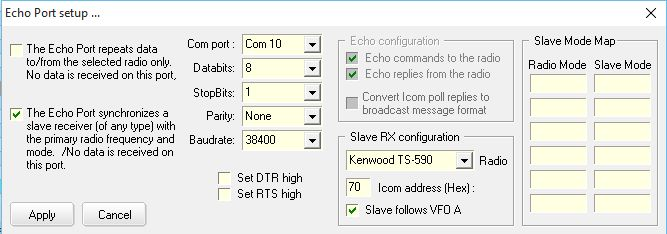 Echo Port setup ...
The Echo Port repeats data
to/from the selected radio only.
No data is received on this port,
The Echo Port synchronizes a
slave receiver (of any type) with
the primary radio frequency and
mode. /No data is received on
this port.
Apply
Cancel
Com port : Com 10
Databits: 8
StopBits: 1
Parity: None
Baudrate: 38400
Set DTR high
Set RTS high
Echo configuration
Echo commands to the radio
Echo replies from the radio
Convert Icom poll replies to
broadcast message format
Slave RX configuration
Kenwood TS-590 Radio
70 Icom address (Hex) :
Slave follows VFO A
Slave Mode Map
Radio Mode Slave Mode